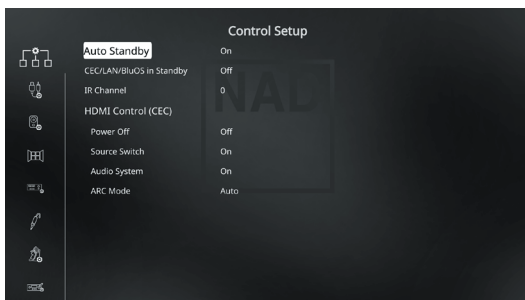 Control Setup
Auto Standby On
CEC/LAN/BluOS in Standby Off
IR Channel 0
HDMI Control (CEC)
Power Off Off
Source Switch On
Audio System On
ARC Mode Auto
NAD